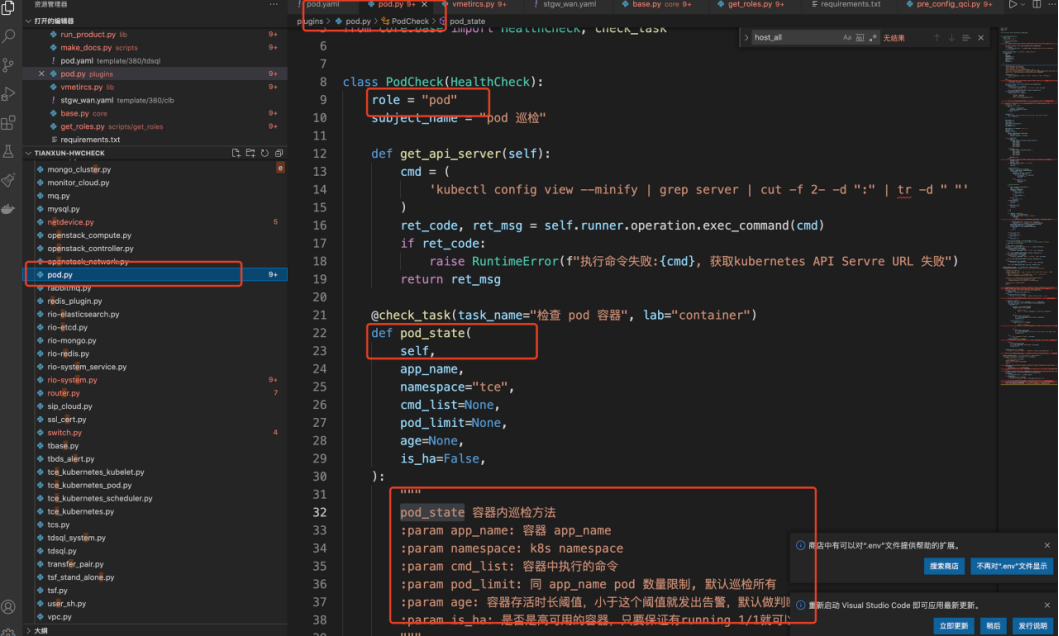 资源管理器
打开的编辑器
run_product.py lib 9+
make_docs.py scripts 9+
pod.yaml template/380/tdsql
pod.py plugins 9+
vmetircs.py lib 9+
stgw_wan.yaml template/380/clb
base.py core 9+
get_roles.py scripts/get_roles 9+
requirements.txt
TIANXUN-HWCHECK
mongo_cluster.py
monitor_cloud.py
mq.py
mysql.py
netdevice.py 5
openstack_compute.py
openstack_controller.py
openstack_network.py
pod.py 9+
rabbitmq.py
redis_plugin.py
rio-elasticsearch.py
rio-etcd.py
rio-mongo.py
rio-redis.py
rio-system_service.py
rio-system.py 9+
router.py 7
sip_cloud.py
ssl_cert.py
switch.py 4
tbase.py
tbds_alert.py
tce_kubernetes_kubelet.py
tce_kubernetes_pod.py
tce_kubernetes_scheduler.py
tce_kubernetes.py
tcs.py
tdsql_system.py
tdsql.py
transfer_pair.py
tsf_stand_alone.py
tsf.py
user_sh.py
vpc.py
大纲
pod.yaml pod.py 9+ vmetircs.py 9+ stgw_wan.yaml base.py core 9+ get_roles.py 9+ requirements.txt pre_config_qci.py 9+
plugins > pod.py > PodCheck > pod_state
host_all 无结果
5 from core.base import HealthCheck, check_task
6
7
8 class PodCheck(HealthCheck):
9 role = "pod"
10 subject_name = "pod 巡检"
11
12 def get_api_server(self):
13 cmd = (
14 'kubectl config view --minify | grep server | cut -f 2- -d ":" | tr -d " "'
15 )
16 ret_code, ret_msg = self.runner.operation.exec_command(cmd)
17 if ret_code:
18 raise RuntimeError(f"执行命令失败:{cmd}, 获取kubernetes API Servre URL 失败")
19 return ret_msg
20
21 @check_task(task_name="检查 pod 容器", lab="container")
22 def pod_state(
23 self,
24 app_name,
25 namespace="tce",
26 cmd_list=None,
27 pod_limit=None,
28 age=None,
29 is_ha=False,
30 ):
31 """
32 pod_state 容器内巡检方法
33 :param app_name: 容器 app_name
34 :param namespace: k8s namespace
35 :param cmd_list: 容器中执行的命令
36 :param pod_limit: 同 app_name pod 数量限制, 默认巡检所有
37 :param age: 容器存活时长阈值, 小于这个阈值就发出告警, 默认做判断
38 :param is_ha: 是否是高可用的容器, 只要保证有running 1/1就可以
"""
商店中有可以对".env"文件提供帮助的扩展。
搜索商店 不再对".env"文件显示
重新启动 Visual Studio Code 即可应用最新更新。
立即更新 稍后 发行说明